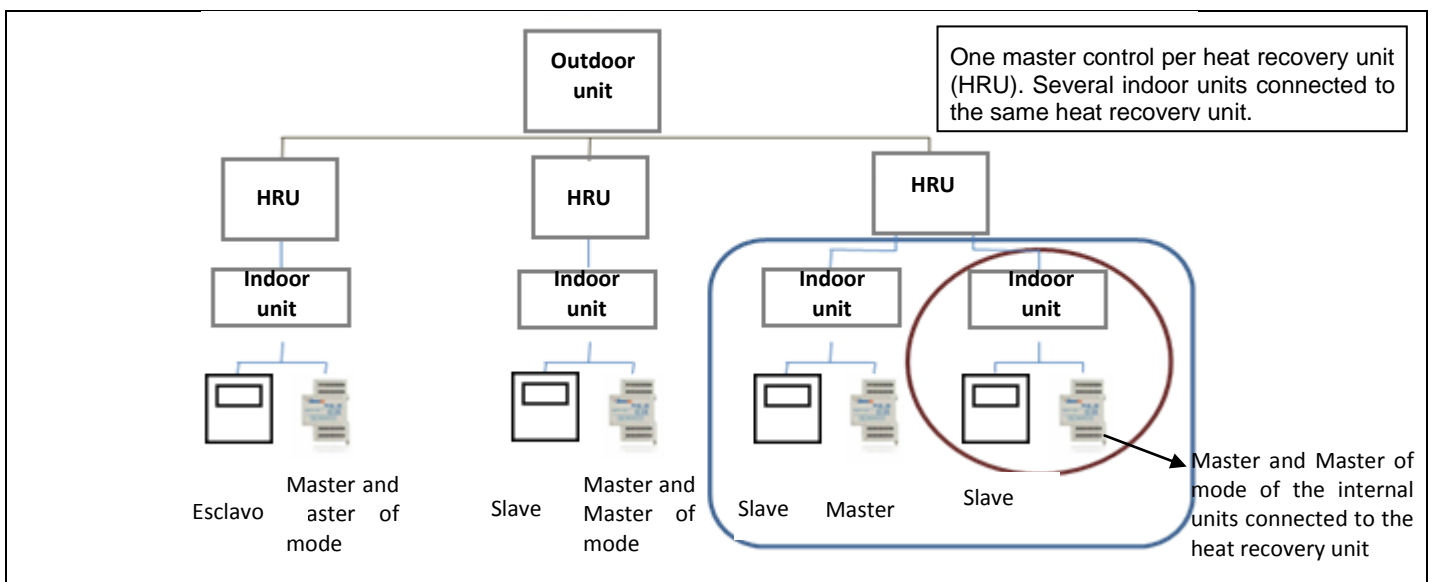 Outdoor
unit
One master control per heat recovery unit
(HRU). Several indoor units connected to
the same heat recovery unit.
HRU
HRU
HRU
Indoor
unit
Indoor
unit
Indoor
unit
Indoor
unit
Esclavo
Master and
aster of
mode
Slave
Master and
Master of
mode
Slave
Master
Slave
Master and Master of
mode of the internal
units connected to the
heat recovery unit